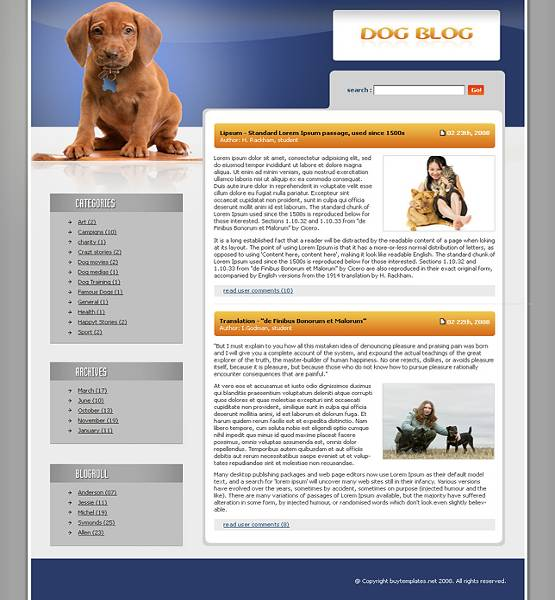 DOG BLOG
search :
Go!
CATEGORIES
Art (2)
Campians (10)
charity (1)
Crazt stories (2)
Dog movies (2)
Dog medias (1)
Dog Training (1)
Famous Dogs (1)
General (1)
Health (1)
Happyt Stories (2)
Sport (2)
ARCHIVES
March (17)
June (10)
October (13)
November (19)
January (11)
BLOGROLL
Anderson (87)
Jessie (11)
Michel (19)
Symonds (25)
Allen (23)
Lipsum - Standard Lorem Ipsum passage, used since 1500s
02 23th, 2008
Author: H. Rackham, student
Lorem ipsum dolor sit amet, consectetur adipisicing elit, sed
do eiusmod tempor incididunt ut labore et dolore magna
aliqua. Ut enim ad minim veniam, quis nostrud exercitation
ullamco laboris nisi ut aliquip ex ea commodo consequat.
Duis aute irure dolor in reprehenderit in voluptate velit esse
cillum dolore eu fugiat nulla pariatur. Excepteur sint
occaecat cupidatat non proident, sunt in culpa qui officia
deserunt mollit anim id est laborum. The standard chunk of
Lorem Ipsum used since the 1500s is reproduced below for
those interested. Sections 1.10.32 and 1.10.33 from "de
Finibus Bonorum et Malorum" by Cicero.
It is a long established fact that a reader will be distracted by the readable content of a page when loking
at its layout. The point of using Lorem Ipsum is that it has a more-or-less normal distribution of letters, as
opposed to using 'Content here, content here', making it look like readable English. The standard chunk of
Lorem Ipsum used since the 1500s is reproduced below for those interested. Sections 1.10.32 and
1.10.33 from "de Finibus Bonorum et Malorum" by Cicero are also reproduced in their exact original form,
accompanied by English versions from the 1914 translation by H. Rackham.
read user comments (10)
Translation - "de Finibus Bonorum et Malorum"
02 22th, 2008
Author: I.Godman, student
"But I must explain to you how all this mistaken idea of denouncing pleasure and praising pain was born
and I will give you a complete account of the system, and expound the actual teachings of the great
explorer of the truth, the master-builder of human happiness. No one rejects, dislikes, or avoids pleasure
itself, because it is pleasure, but because those who do not know how to pursue pleasure rationally
encounter consequences that are painful."
At vero eos et accusamus et iusto odio dignissimos ducimus
qui blanditiis praesentium voluptatum deleniti atque corrupti
quos dolores et quas molestias excepturi sint occaecati
cupiditate non provident, similique sunt in culpa qui officia
deserunt mollitia animi, id est laborum et dolorum fuga. Et
harum quidem rerum facilis est et expedita distinctio. Nam
libero tempore, cum soluta nobis est eligendi optio cumque
nihil impedit quo minus id quod maxime placeat facere
possimus, omnis voluptas assumenda est, omnis dolor
repellendus. Temporibus autem quibusdam et aut officiis
debitis aut rerum necessitatibus saepe eveniet ut et volup-
tates repudiandae sint et molestiae non recusandae.
Many desktop publishing packages and web page editors now use Lorem Ipsum as their default model
text, and a search for 'lorem ipsum' will uncover many web sites still in their infancy. Various versions
have evolved over the years, sometimes by accident, sometimes on purpose (injected humour and the
like). There are many variations of passages of Lorem Ipsum available, but the majority have suffered
alteration in some form, by injected humour, or randomised words which don't look even slightly believ-
able.
read user comments (8)
@ Copyright buytemplates.net 2008. All rights reserved.